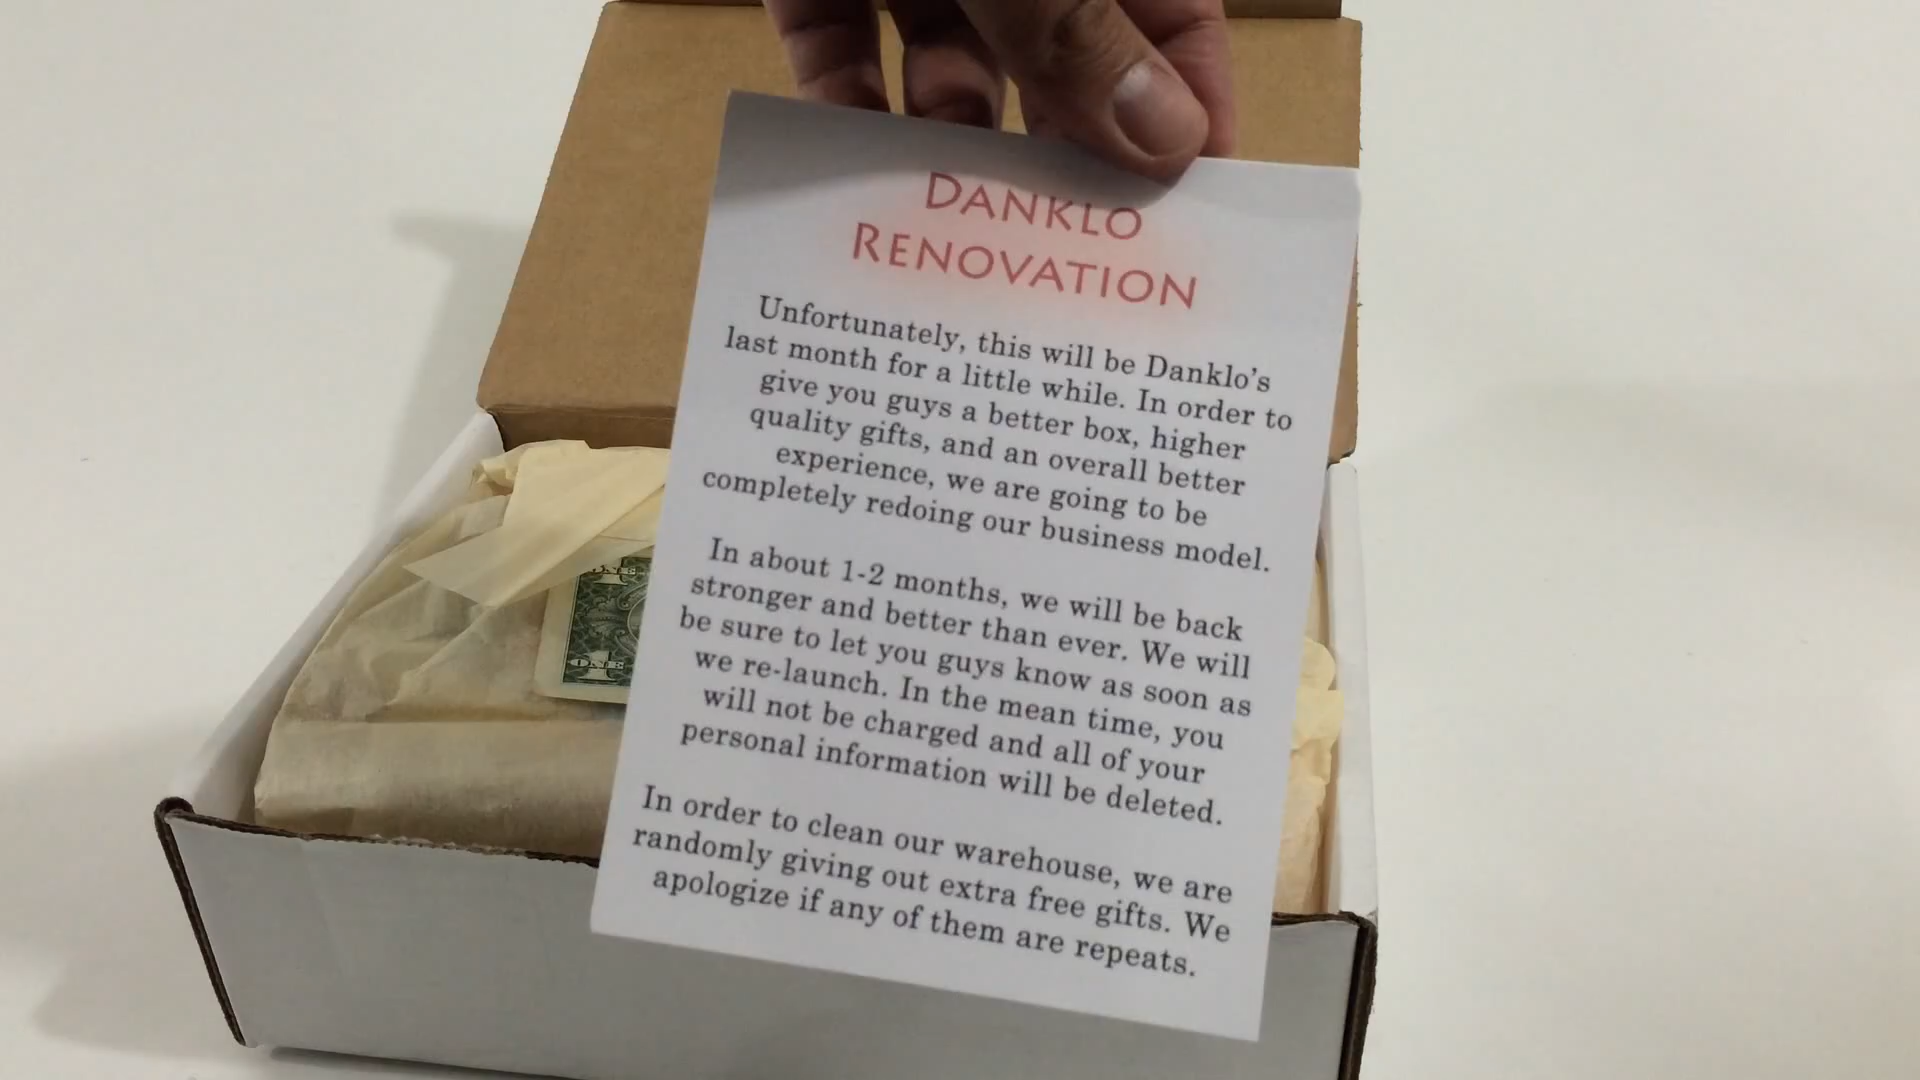 DANKLO
RENOVATION
Unfortunately, this will be Danklo's
last month for a little while. In order to
give you guys a better box, higher
quality gifts, and an overall better
experience, we are going to be
completely redoing our business model.
In about 1-2 months, we will be back
stronger and better than ever. We will
be sure to let you guys know as soon as
we re-launch. In the mean time, you
will not be charged and all of your
personal information will be deleted.
In order to clean our warehouse, we are
randomly giving out extra free gifts. We
apologize if any of them are repeats.
ONE
1
ONE
1